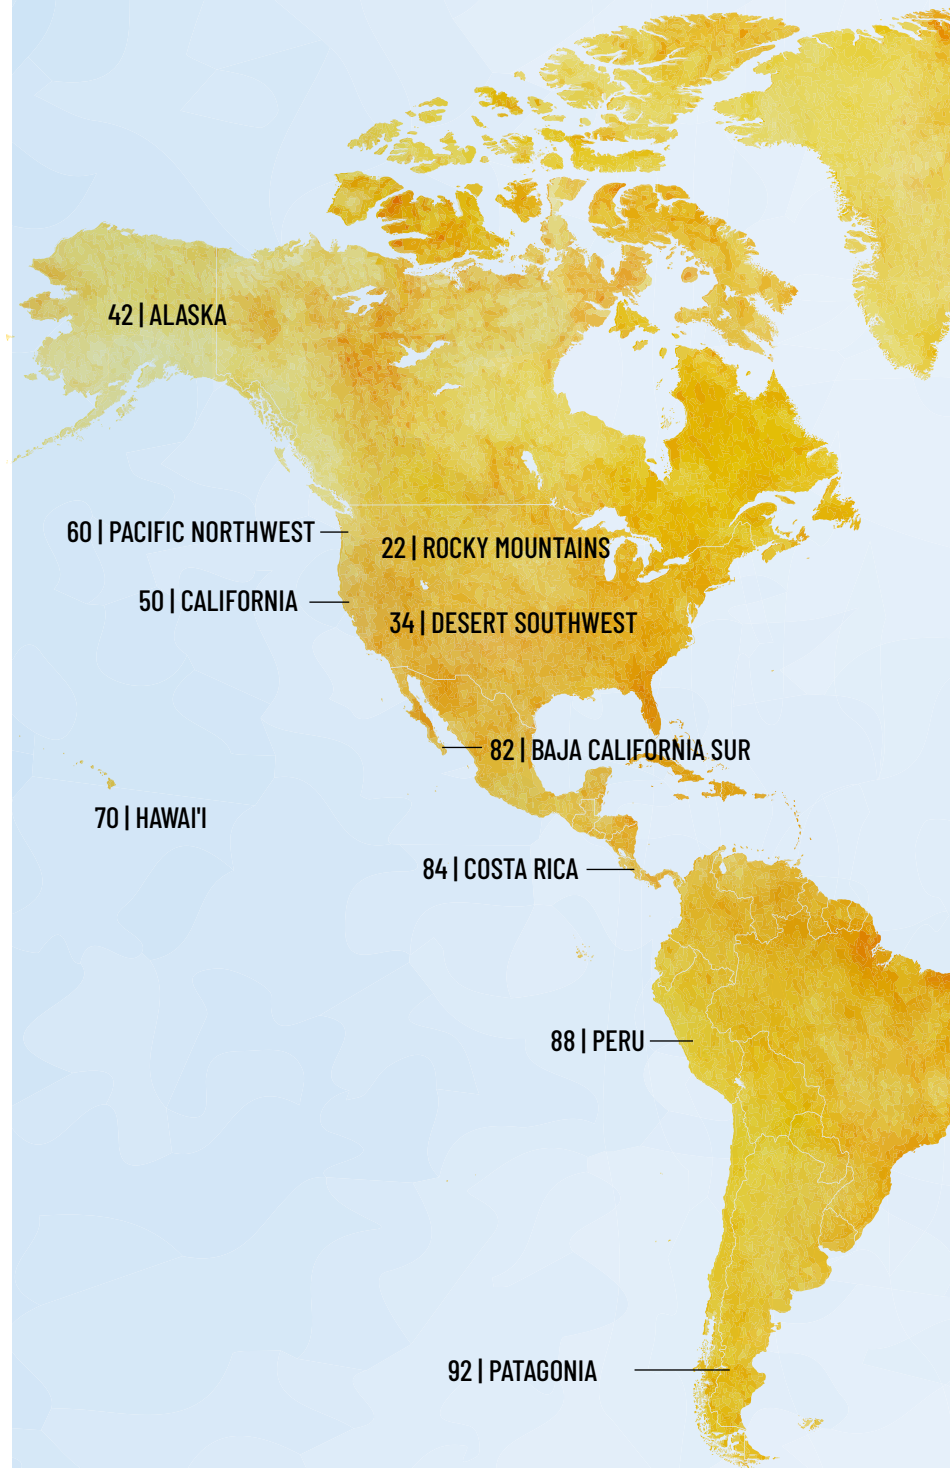 42 | ALASKA
60 | PACIFIC NORTHWEST
22 | ROCKY MOUNTAINS
50 | CALIFORNIA
34 | DESERT SOUTHWEST
82 | BAJA CALIFORNIA SUR
70 | HAWAI'I
84 | COSTA RICA
88 | PERU
92 | PATAGONIA